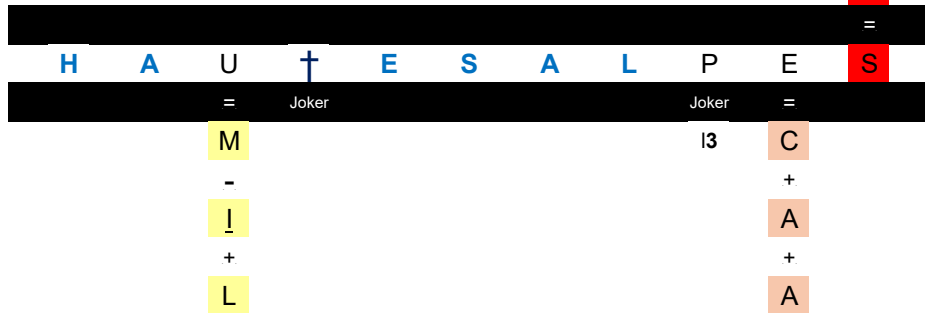 =
H A U † E S A L P E S
= Joker Joker =
M I3 C
- +
I A
+ +
L A